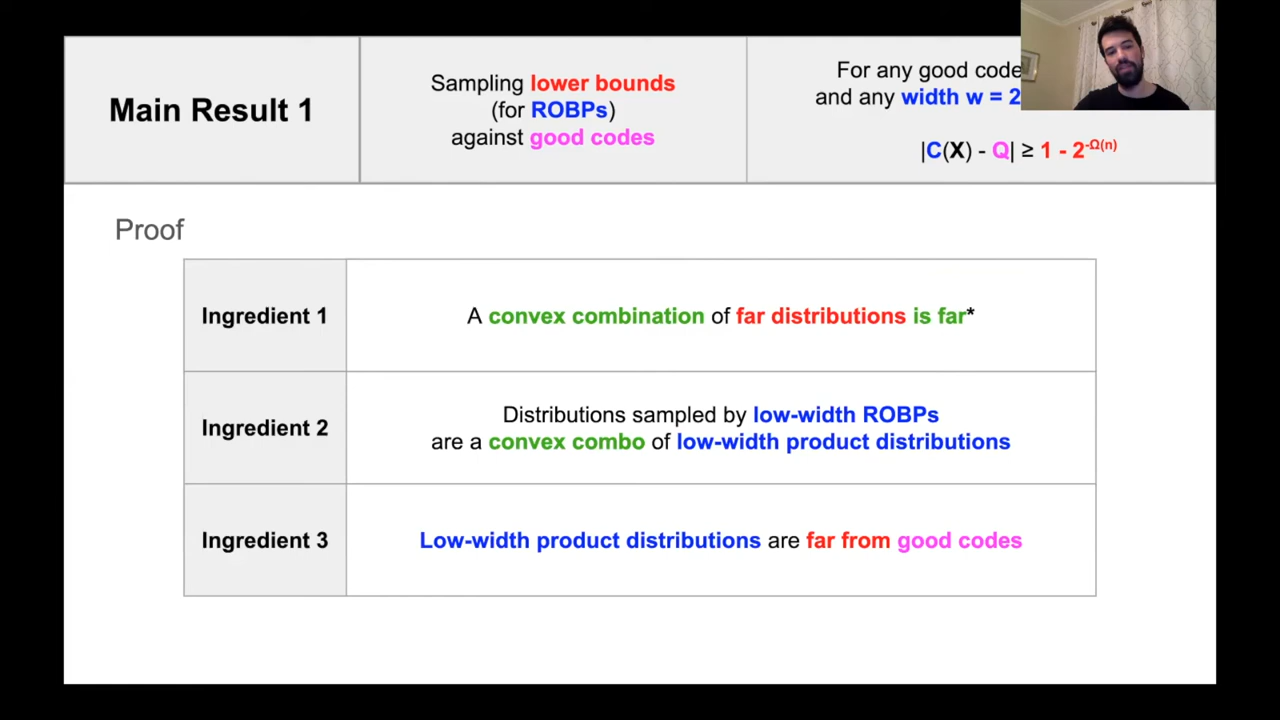 Main Result 1
Sampling lower bounds
(for ROBPs)
against good codes
For any good code
and any width w = 2
|C(X) - Q| ≥ 1 - 2^-Ω(n)
Proof
Ingredient 1
A convex combination of far distributions is far*
Ingredient 2
Distributions sampled by low-width ROBPs
are a convex combo of low-width product distributions
Ingredient 3
Low-width product distributions are far from good codes